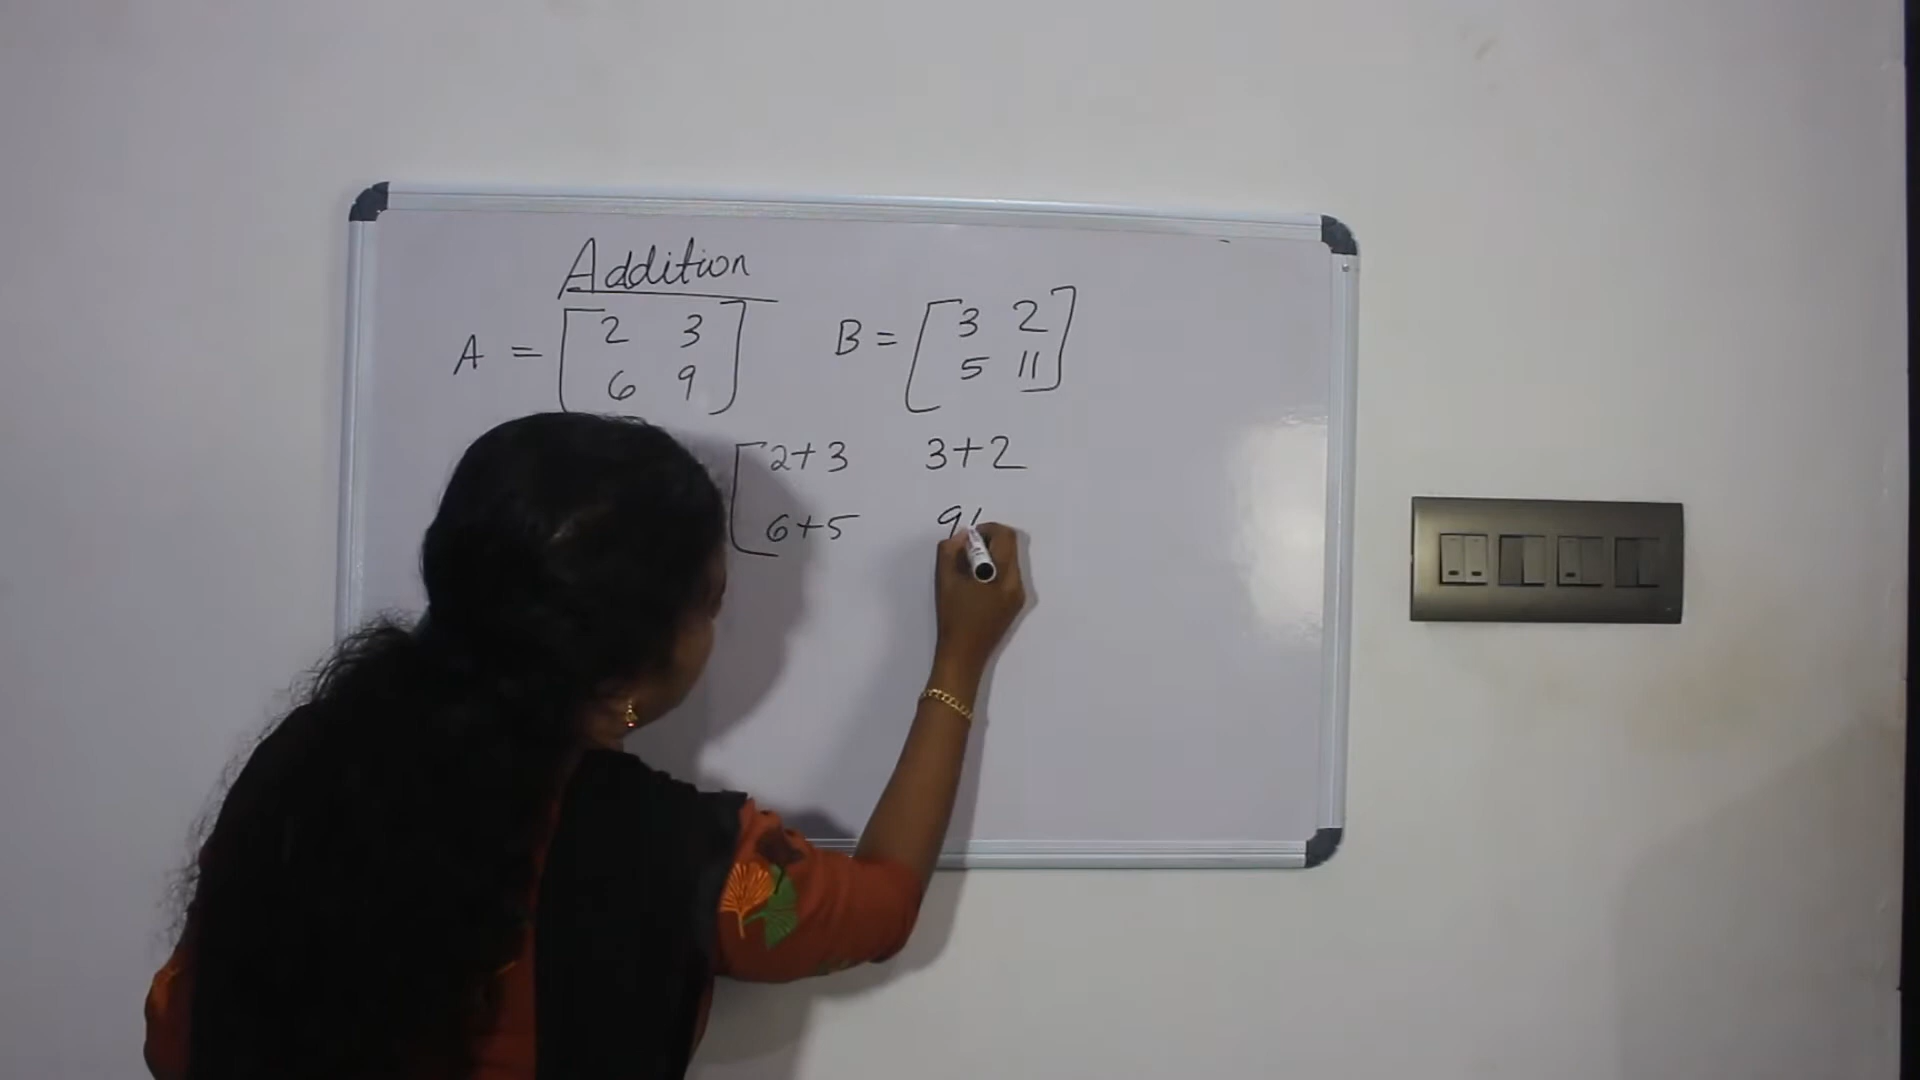 Addition
A = [2 3 B = [3 2]
6 9] 5 11]
[2+3 3+2
6+5 9